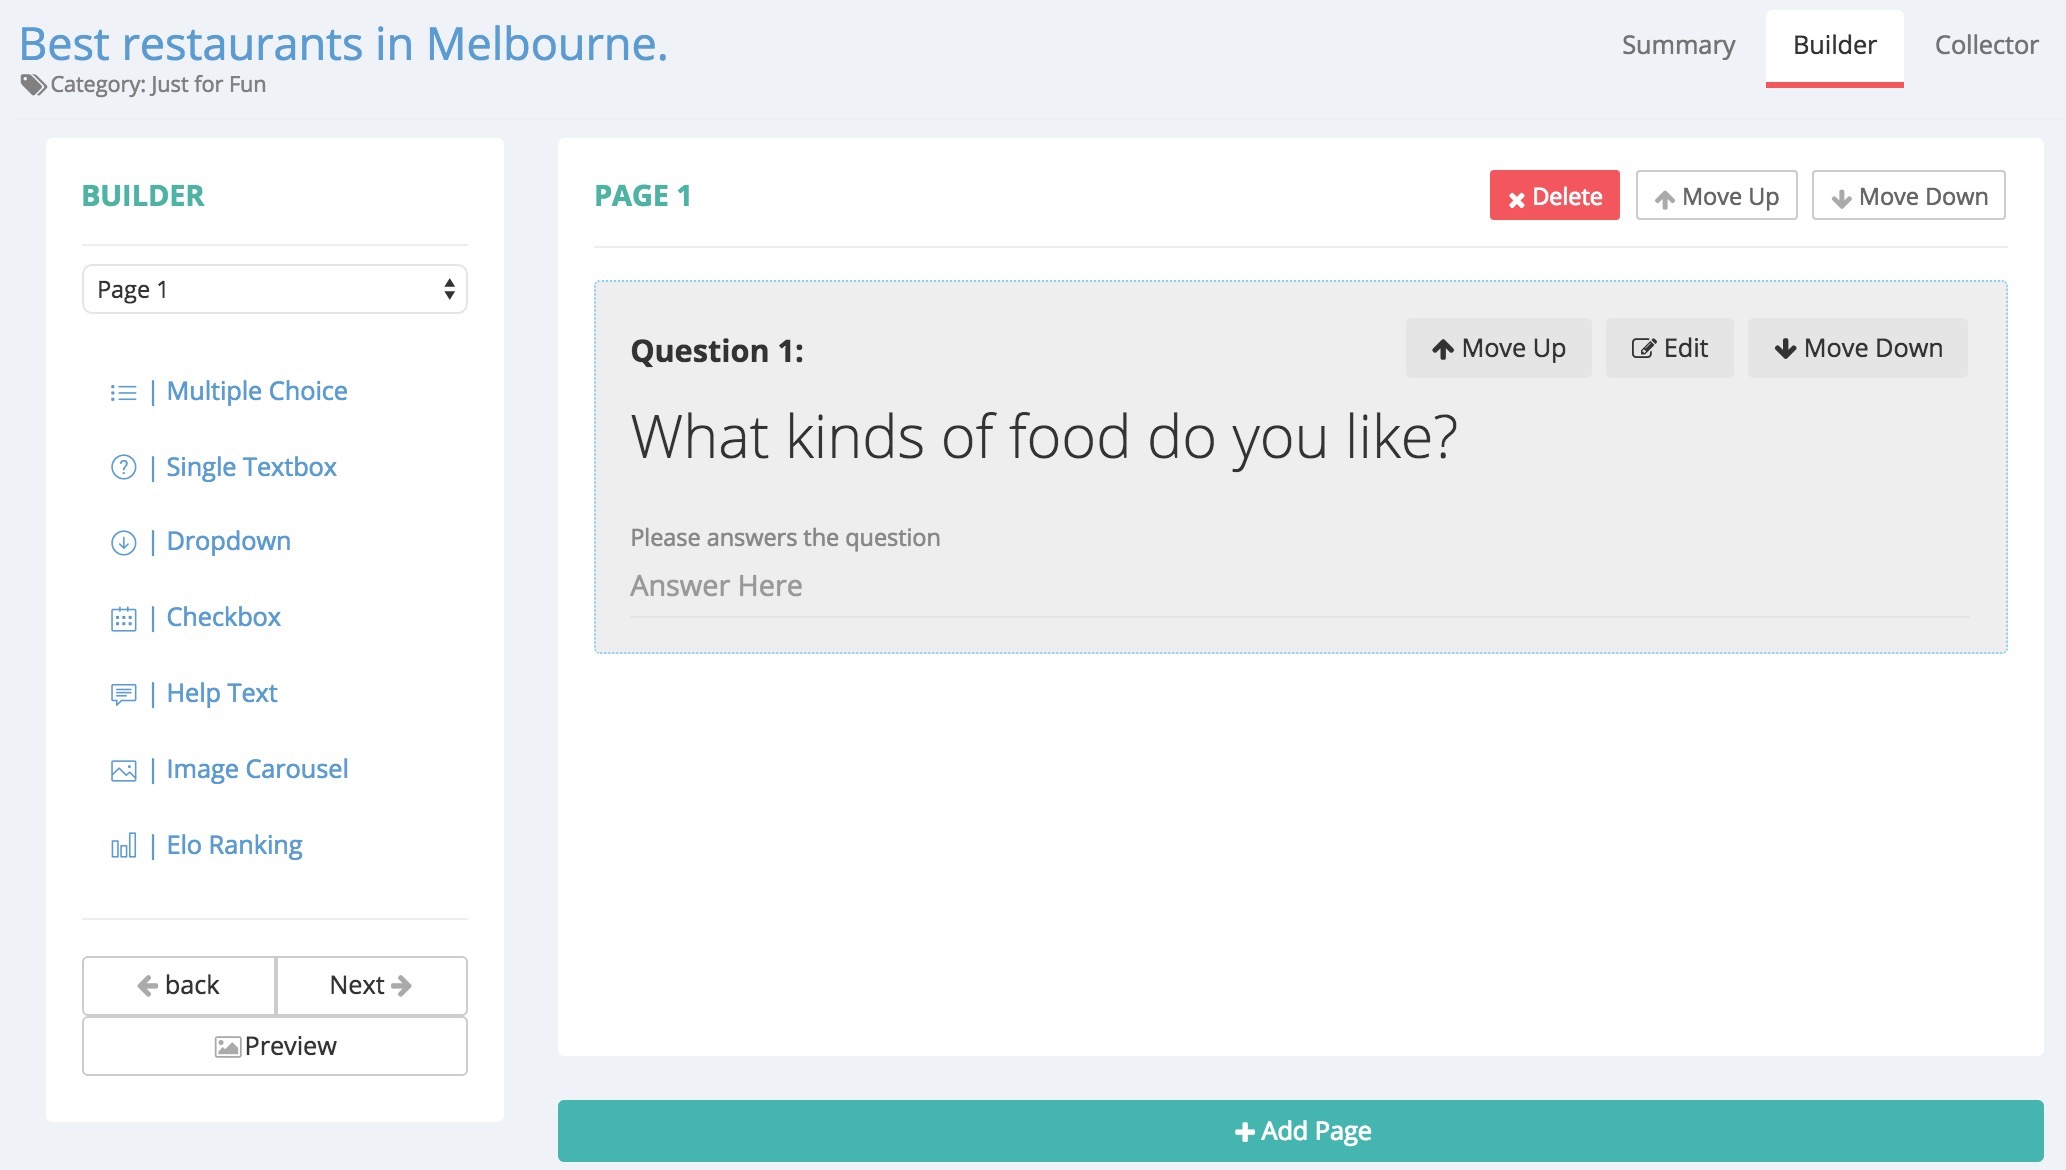 Best restaurants in Melbourne.
Category: Just for Fun
Summary
Builder
Collector
BUILDER
Page 1
| Multiple Choice
| Single Textbox
| Dropdown
| Checkbox
| Help Text
| Image Carousel
| Elo Ranking
back
Next
Preview
PAGE 1
Delete
Move Up
Move Down
Question 1:
Move Up
Edit
Move Down
What kinds of food do you like?
Please answers the question
Answer Here
Add Page